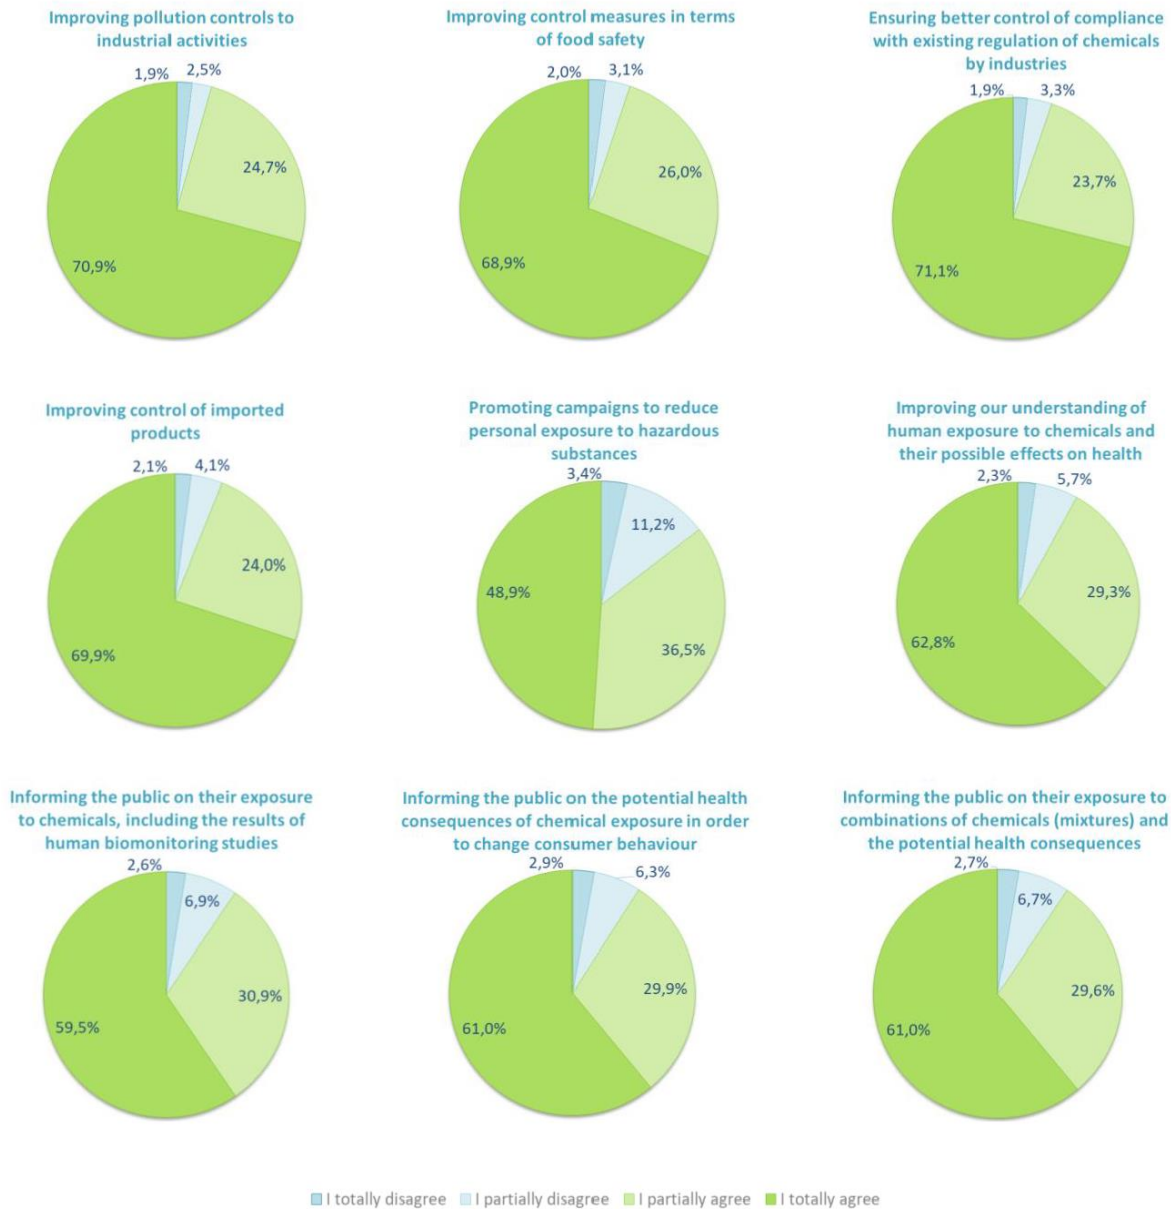 Improving pollution controls to
industrial activities
1,9%
2,5%
24,7%
70,9%
Improving control measures in terms
of food safety
2,0%
3,1%
26,0%
68,9%
Ensuring better control of compliance
with existing regulation of chemicals
by industries
1,9%
3,3%
23,7%
71,1%
Improving control of imported
products
2,1%
4,1%
24,0%
69,9%
Promoting campaigns to reduce
personal exposure to hazardous
substances
3,4%
11,2%
48,9%
36,5%
Improving our understanding of
human exposure to chemicals and
their possible effects on health
2,3%
5,7%
29,3%
62,8%
Informing the public on their exposure
to chemicals, including the results of
human biomonitoring studies
2,6%
6,9%
30,9%
59,5%
Informing the public on the potential health
consequences of chemical exposure in order
to change consumer behaviour
2,9%
6,3%
29,9%
61,0%
Informing the public on their exposure to
combinations of chemicals (mixtures) and
the potential health consequences
2,7%
6,7%
29,6%
61,0%
I totally disagree I partially disagree I partially agree I totally agree